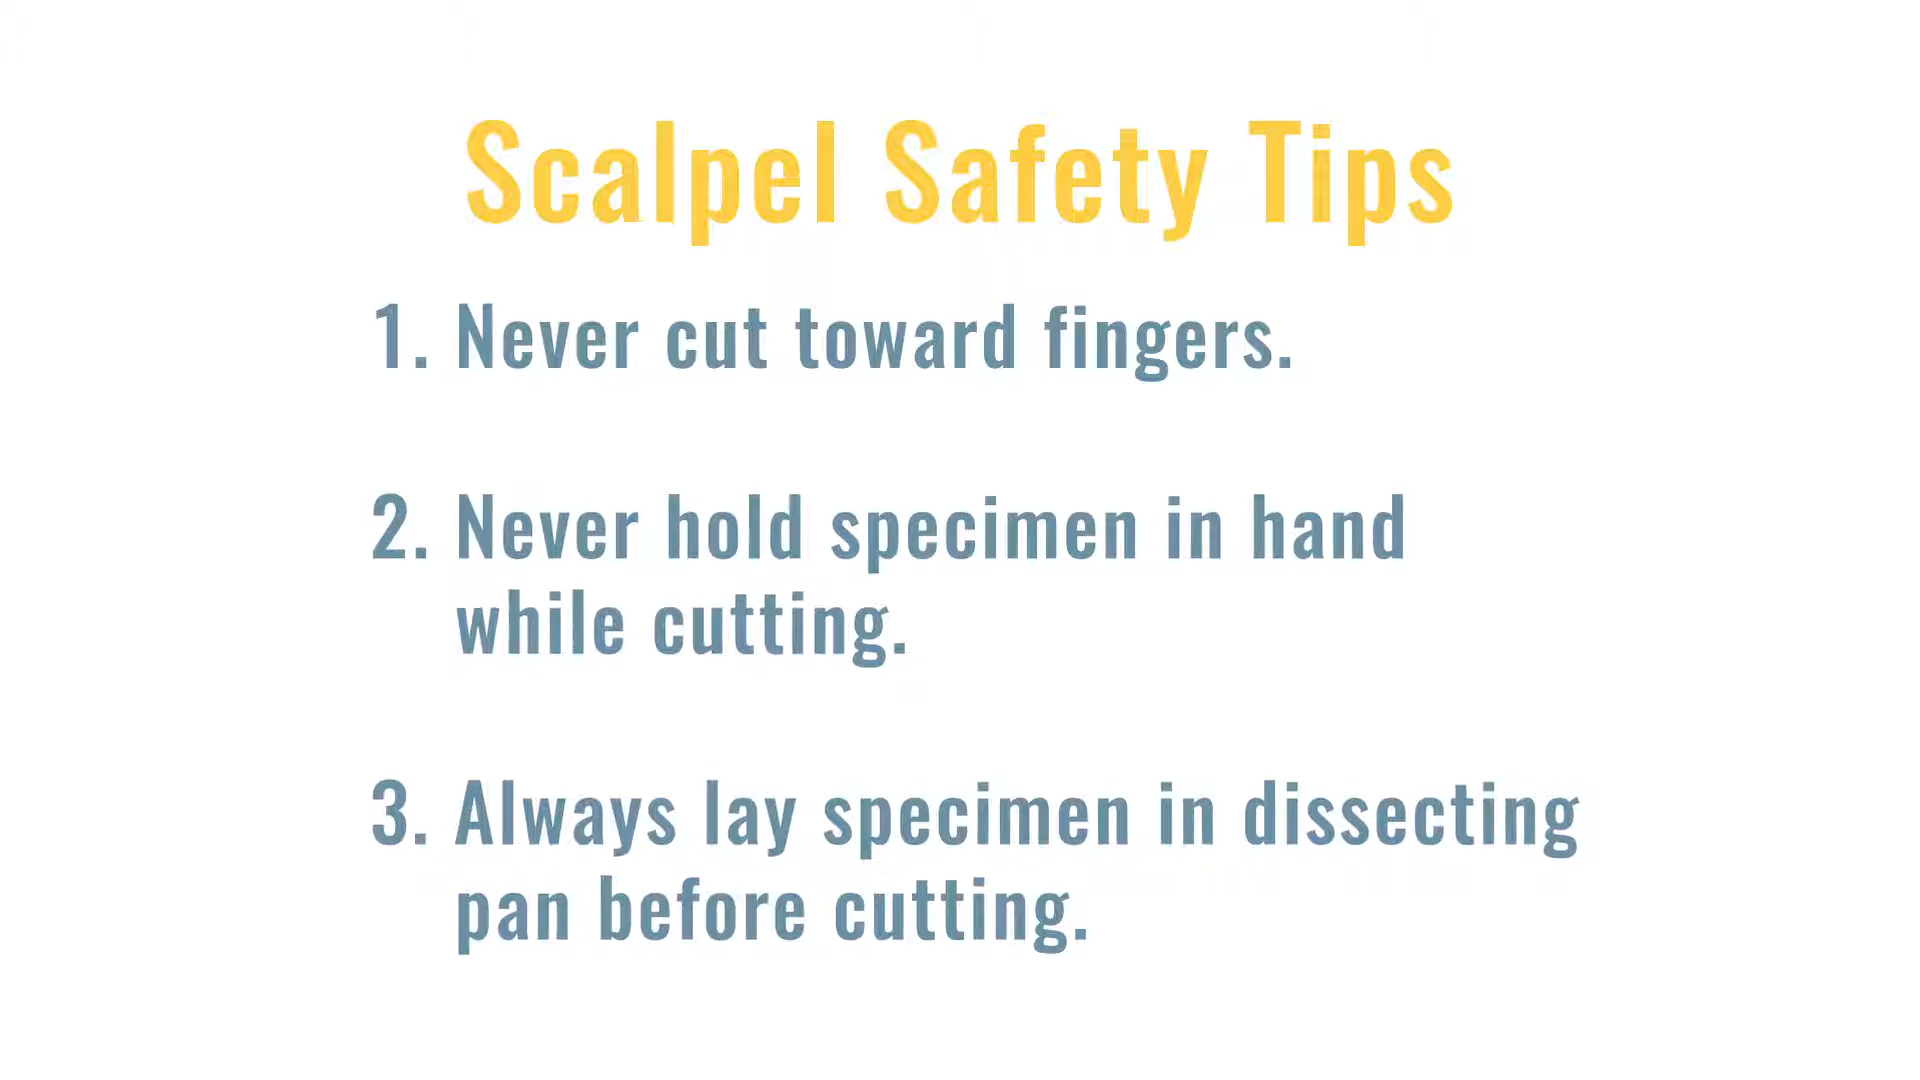 Scalpel Safety Tips
1. Never cut toward fingers.
2. Never hold specimen in hand
while cutting.
3. Always lay specimen in dissecting
pan before cutting.